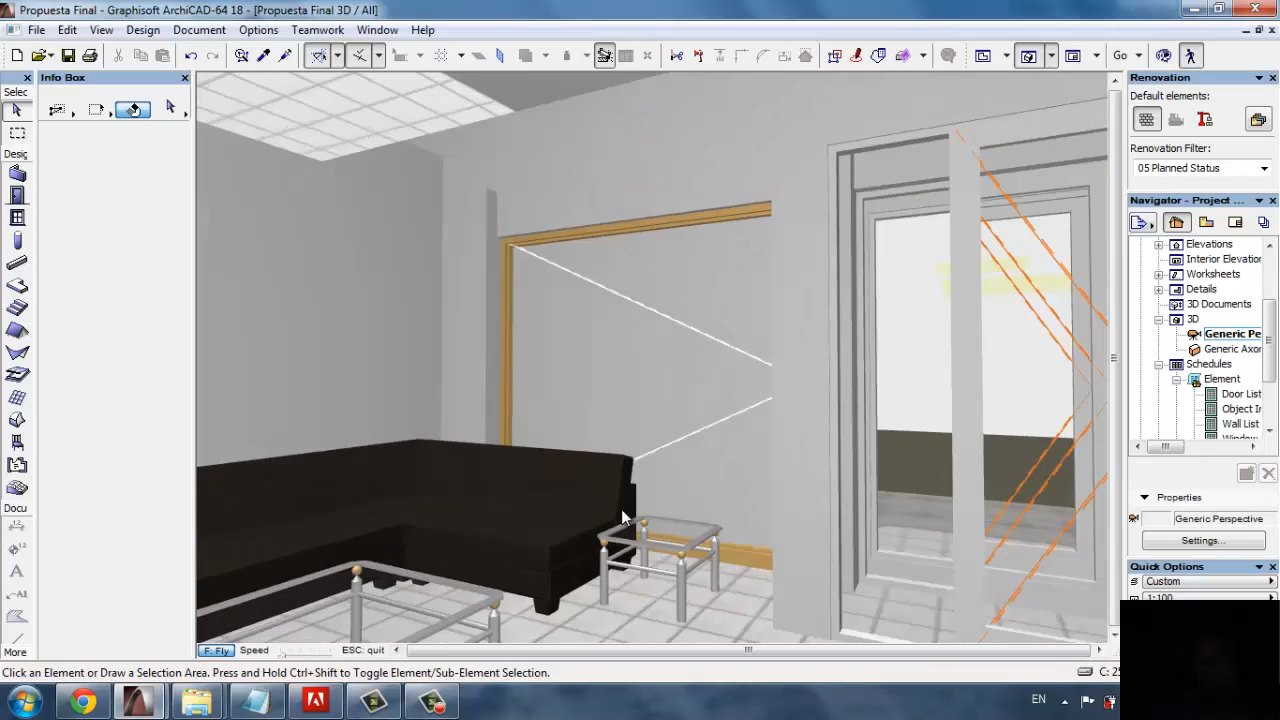 Propuesta Final - Graphisoft ArchiCAD-64 18 - [Propuesta Final 3D / All]
File Edit View Design Document Options Teamwork Window Help
Go
Selec
Info Box
Desig
Docu
A1
More
Renovation
Default elements:
Renovation Filter:
05 Planned Status
Navigator - Project ...
Elevations
Interior Elevation
Worksheets
Details
3D Documents
3D
Generic Pe
Generic Axor
Schedules
Element
Door List
Object In
Wall List
Properties
Generic Perspective
Settings...
Quick Options
Custom
1:100
F: Fly Speed ESC: quit
Click an Element or Draw a Selection Area. Press and Hold Ctrl+Shift to Toggle Element/Sub-Element Selection.
C: 25
EN